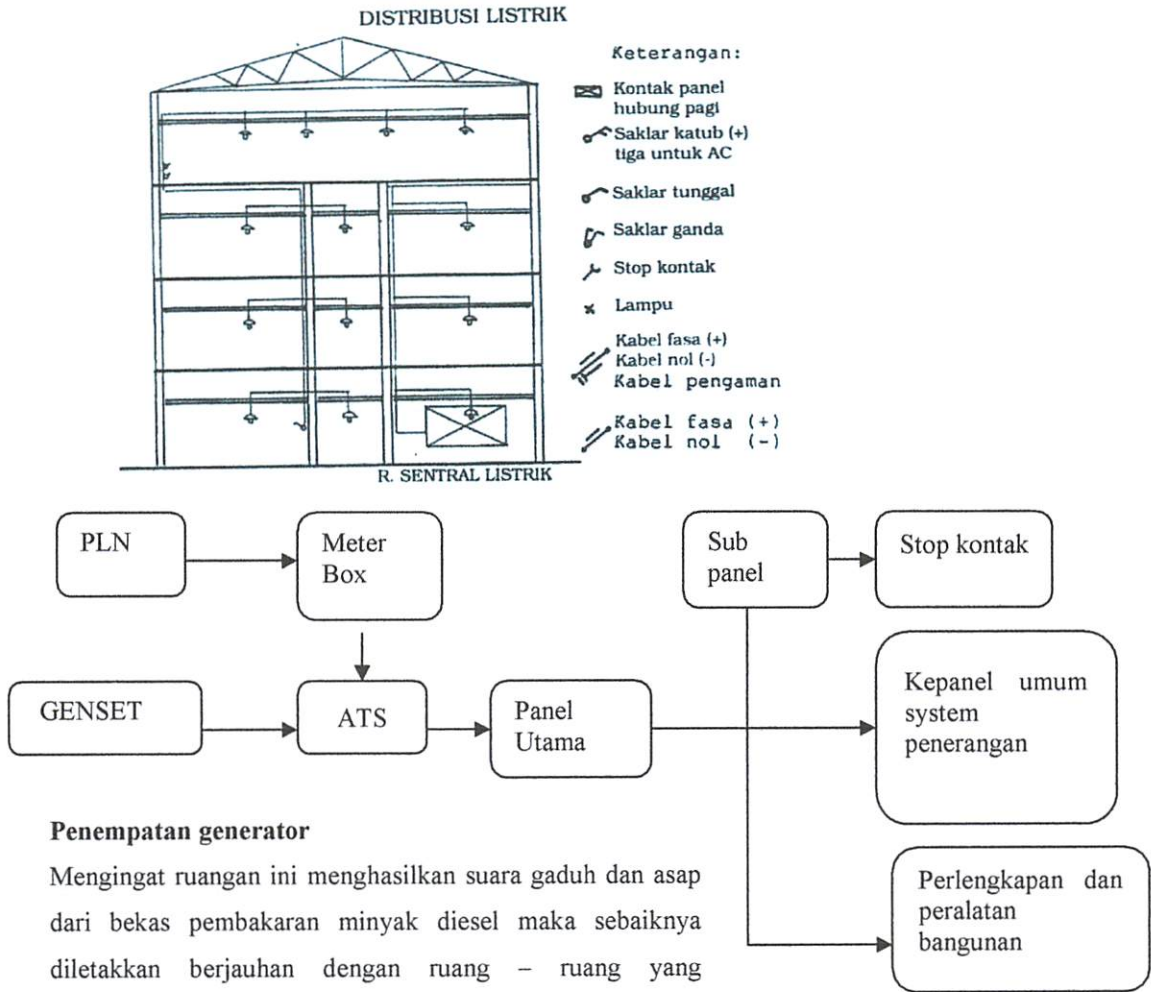 DISTRIBUSI LISTRIK
Keterangan:
Kontak panel
hubung pagi
Saklar katub (+)
tiga untuk AC
Saklar tunggal
Saklar ganda
Stop kontak
Lampu
Kabel fasa (+)
Kabel nol (-)
Kabel pengaman
Kabel fasa (+)
Kabel nol (-)
R. SENTRAL LISTRIK
PLN
Meter
Box
Sub
panel
Stop kontak
GENSET
ATS
Panel
Utama
Kepanel umum
system
penerangan
Perlengkapan dan
peralatan
bangunan
Penempatan generator
Mengingat ruangan ini menghasilkan suara gaduh dan asap
dari bekas pembakaran minyak diesel maka sebaiknya
diletakkan berjauhan dengan ruang – ruang yang